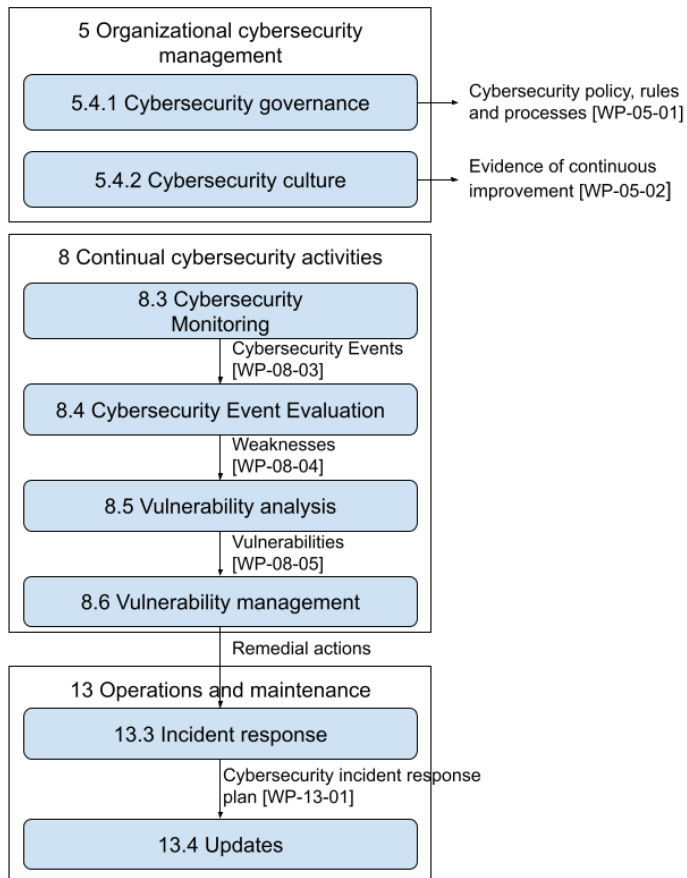 5 Organizational cybersecurity
management
5.4.1 Cybersecurity governance
Cybersecurity policy, rules
and processes [WP-05-01]
5.4.2 Cybersecurity culture
Evidence of continuous
improvement [WP-05-02]
8 Continual cybersecurity activities
8.3 Cybersecurity
Monitoring
Cybersecurity Events
[WP-08-03]
8.4 Cybersecurity Event Evaluation
Weaknesses
[WP-08-04]
8.5 Vulnerability analysis
Vulnerabilities
[WP-08-05]
8.6 Vulnerability management
Remedial actions
13 Operations and maintenance
13.3 Incident response
Cybersecurity incident response
plan [WP-13-01]
13.4 Updates